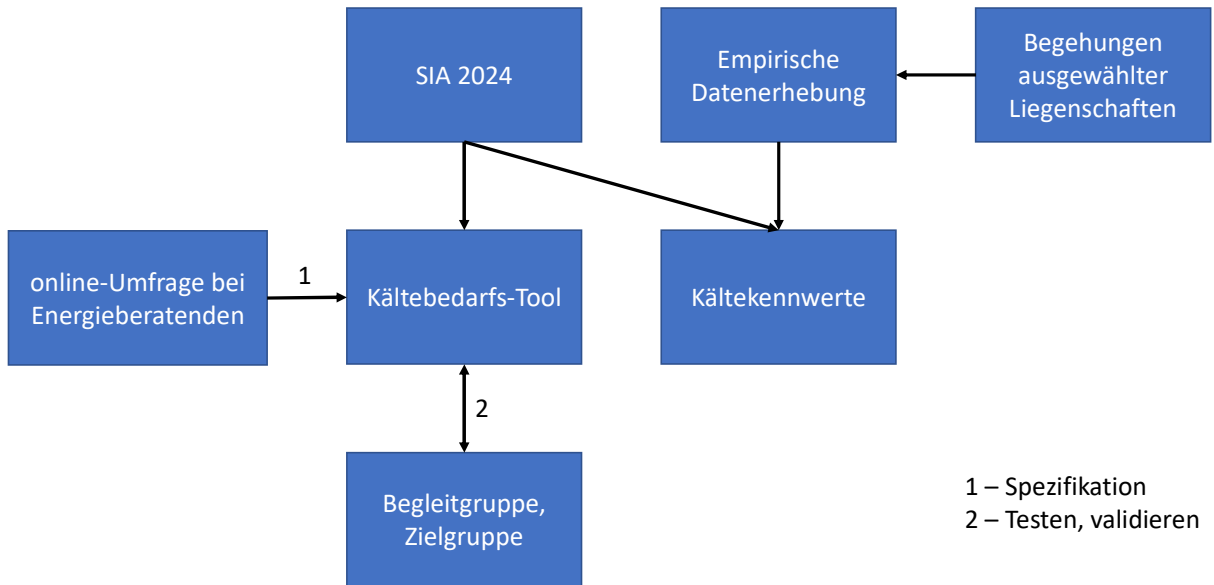 SIA 2024
Empirische
Datenerhebung
Begehungen
ausgewählter
Liegenschaften
online-Umfrage bei
Energieberatenden
1
Kältebedarfs-Tool
Kältekennwerte
2
Begleitgruppe,
Zielgruppe
1 – Spezifikation
2 – Testen, validieren